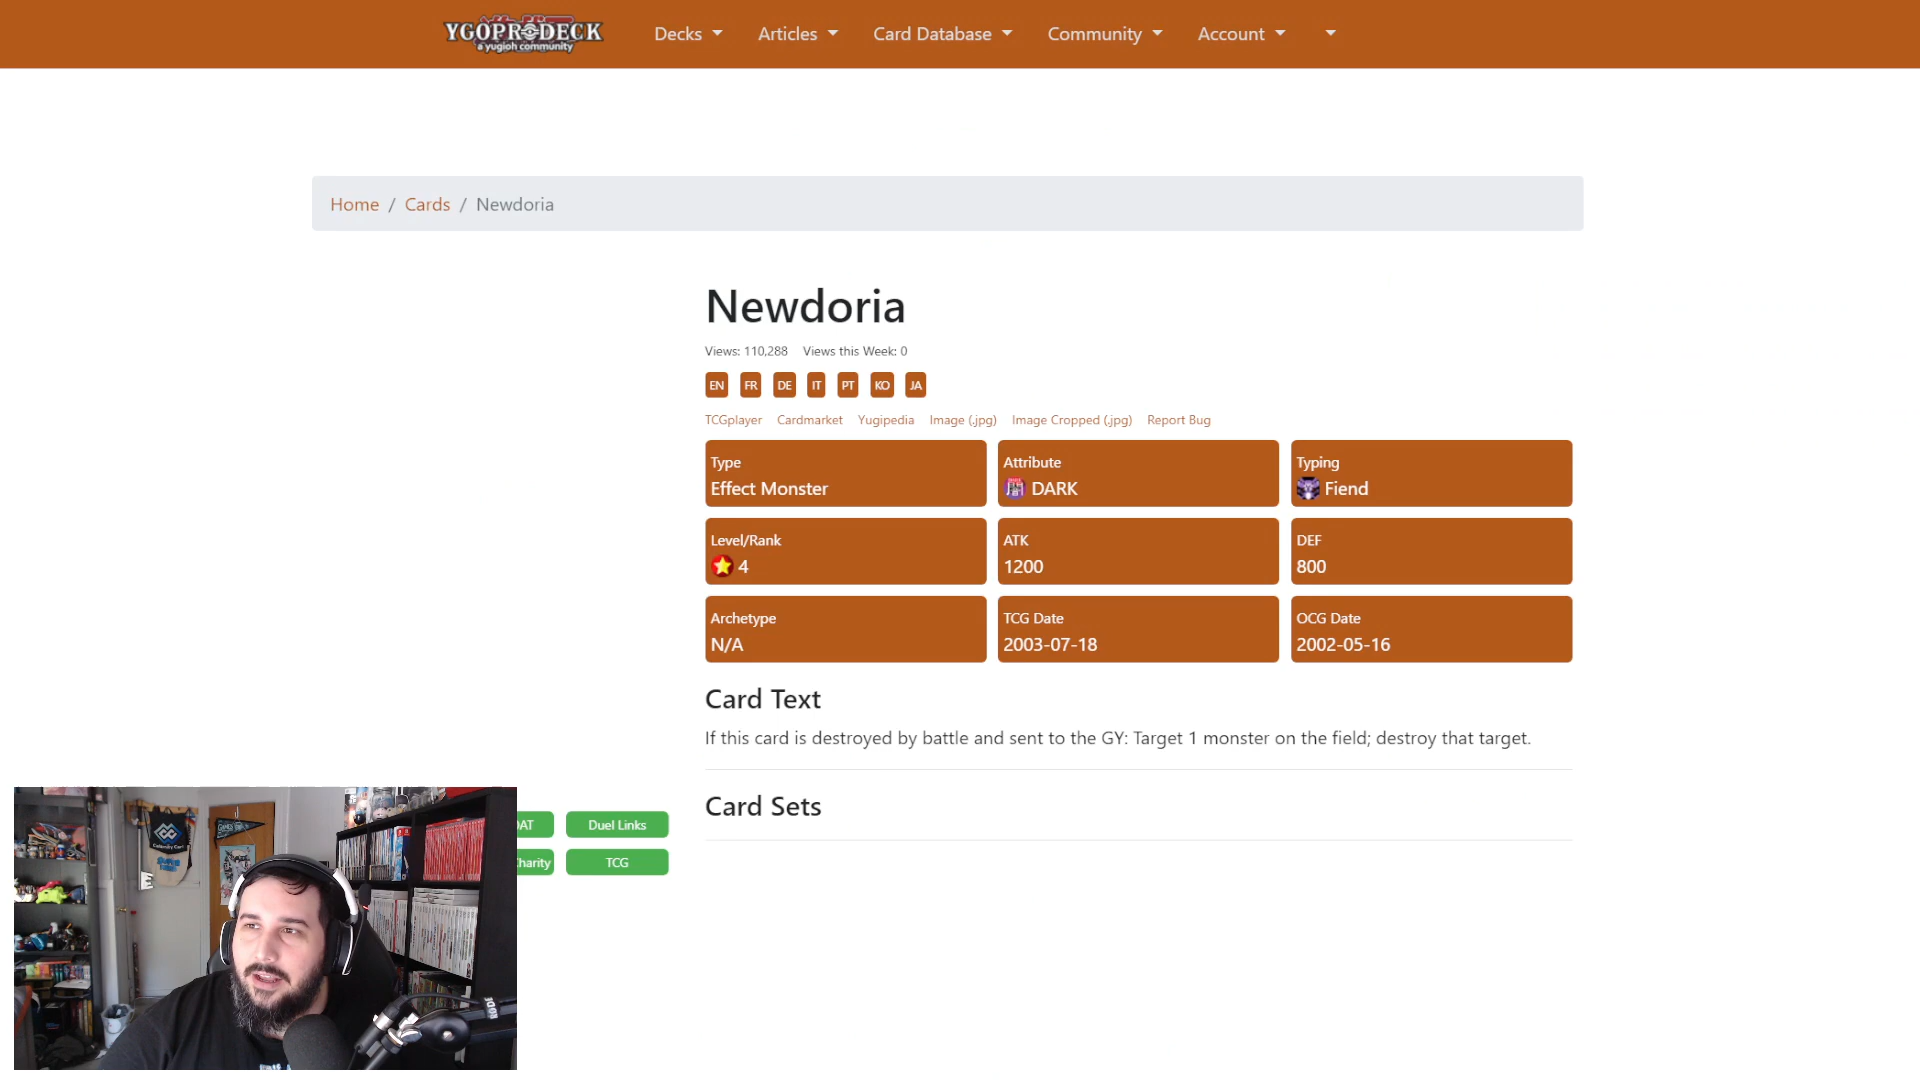 YGOPRODECK
a yugioh community
Decks
Articles
Card Database
Community
Account
Home / Cards / Newdoria
Newdoria
Views: 110,288 Views this Week: 0
EN FR DE IT PT KO JA
TCGplayer Cardmarket Yugipedia Image (.jpg) Image Cropped (.jpg) Report Bug
Type
Effect Monster
Attribute
DARK
Typing
Fiend
Level/Rank
4
ATK
1200
DEF
800
Archetype
N/A
TCG Date
2003-07-18
OCG Date
2002-05-16
Card Text
If this card is destroyed by battle and sent to the GY: Target 1 monster on the field; destroy that target.
Card Sets
Duel Links
TCG